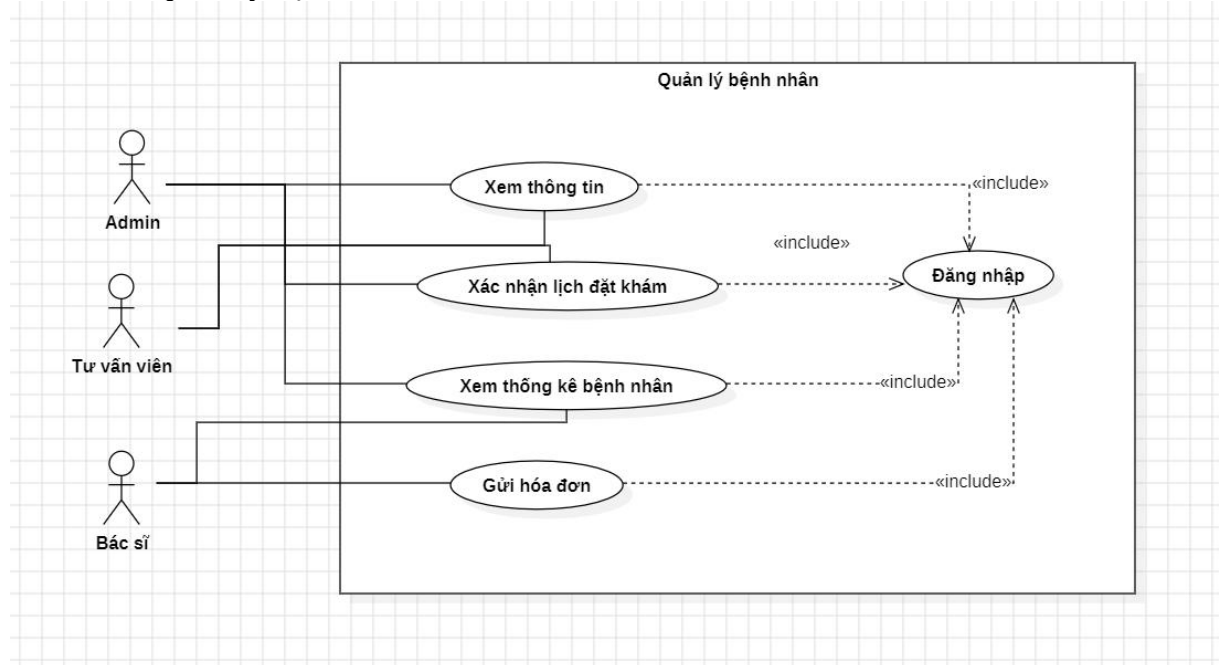 Quản lý bệnh nhân
Admin
Xem thông tin
«include»
«include»
Tư vấn viên
Xác nhận lịch đặt khám
Đăng nhập
Xem thống kê bệnh nhân
«include»
Bác sĩ
Gửi hóa đơn
«include»